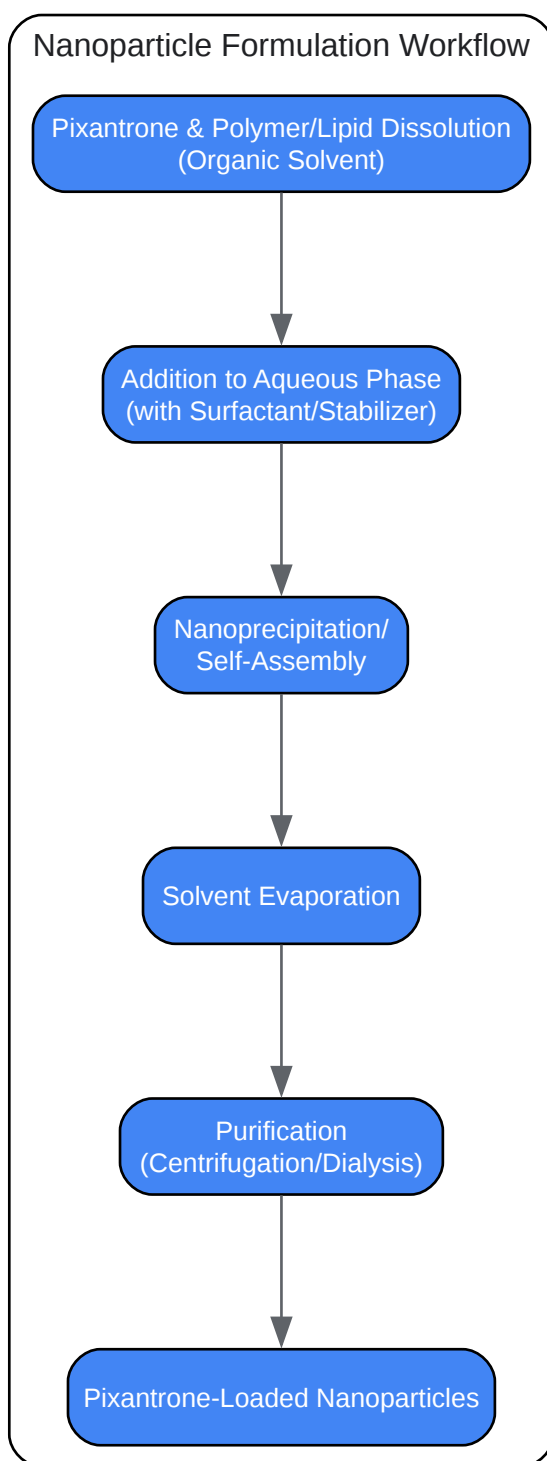 Nanoparticle Formulation Workflow
Pixantrone & Polymer/Lipid Dissolution
(Organic Solvent)
Addition to Aqueous Phase
(with Surfactant/Stabilizer)
Nanoprecipitation/
Self-Assembly
Solvent Evaporation
Purification
(Centrifugation/Dialysis)
Pixantrone-Loaded Nanoparticles